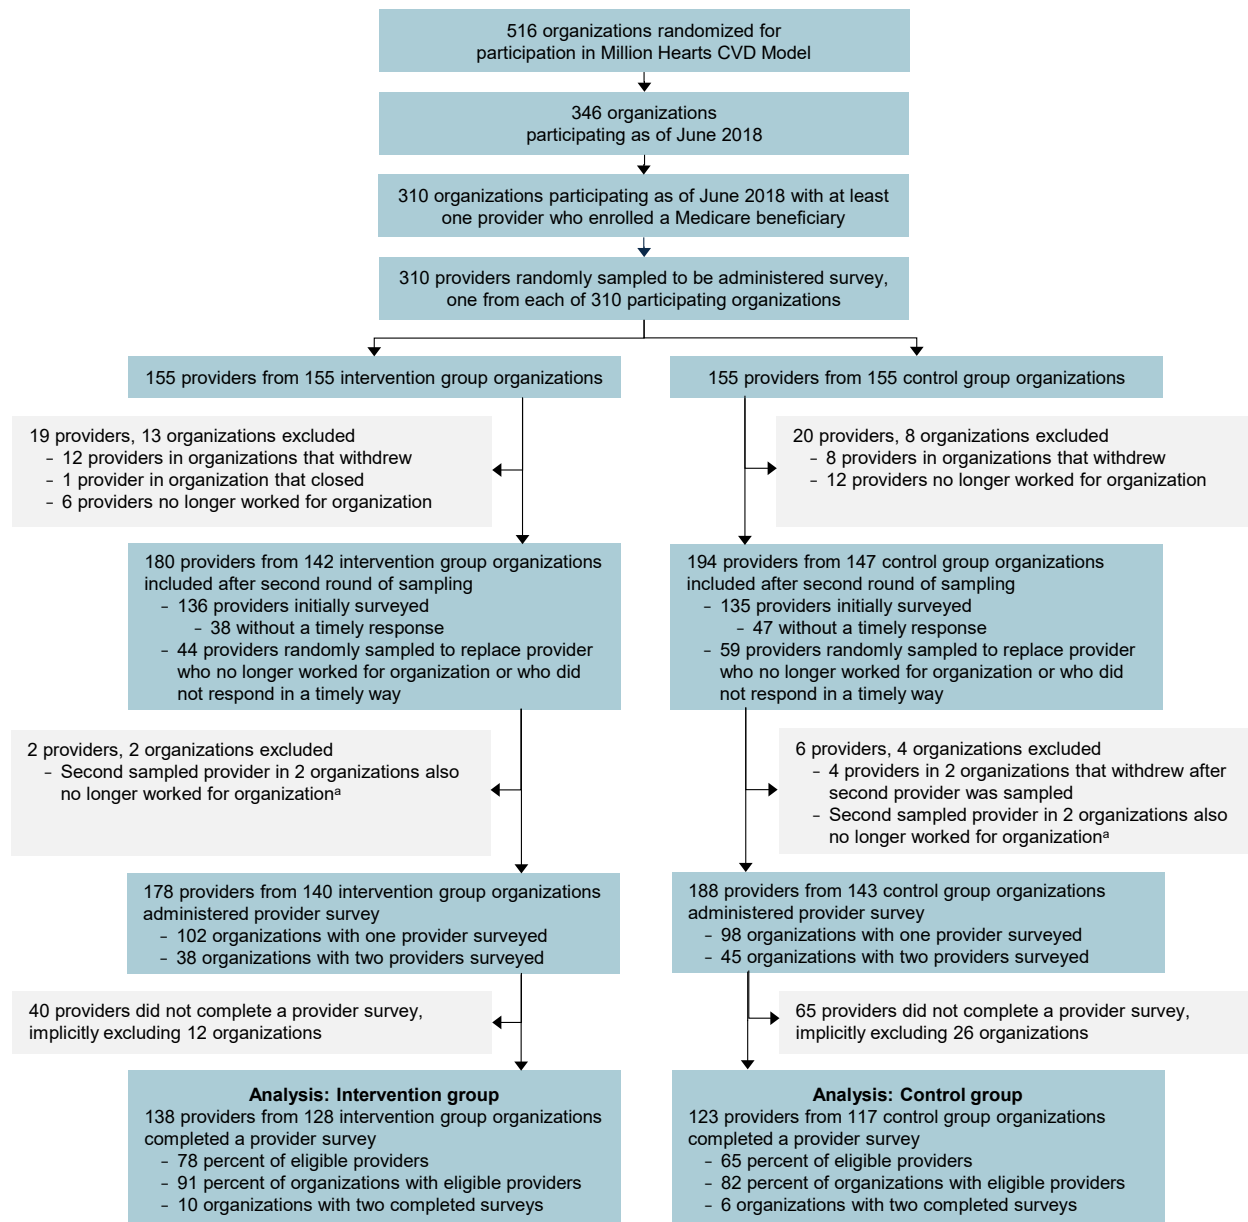 516 organizations randomized for
participation in Million Hearts CVD Model
346 organizations
participating as of June 2018
310 organizations participating as of June 2018 with at least
one provider who enrolled a Medicare beneficiary
310 providers randomly sampled to be administered survey,
one from each of 310 participating organizations
155 providers from 155 intervention group organizations
155 providers from 155 control group organizations
19 providers, 13 organizations excluded
- 12 providers in organizations that withdrew
- 1 provider in organization that closed
- 6 providers no longer worked for organization
20 providers, 8 organizations excluded
- 8 providers in organizations that withdrew
- 12 providers no longer worked for organization
180 providers from 142 intervention group organizations
included after second round of sampling
- 136 providers initially surveyed
- 38 without a timely response
- 44 providers randomly sampled to replace provider
who no longer worked for organization or who did
not respond in a timely way
194 providers from 147 control group organizations
included after second round of sampling
- 135 providers initially surveyed
- 47 without a timely response
- 59 providers randomly sampled to replace provider
who no longer worked for organization or who did
not respond in a timely way
2 providers, 2 organizations excluded
- Second sampled provider in 2 organizations also
no longer worked for organizationᵃ
6 providers, 4 organizations excluded
- 4 providers in 2 organizations that withdrew after
second provider was sampled
- Second sampled provider in 2 organizations also
no longer worked for organizationᵃ
178 providers from 140 intervention group organizations
administered provider survey
- 102 organizations with one provider surveyed
- 38 organizations with two providers surveyed
188 providers from 143 control group organizations
administered provider survey
- 98 organizations with one provider surveyed
- 45 organizations with two providers surveyed
40 providers did not complete a provider survey,
implicitly excluding 12 organizations
65 providers did not complete a provider survey,
implicitly excluding 26 organizations
Analysis: Intervention group
138 providers from 128 intervention group organizations
completed a provider survey
- 78 percent of eligible providers
- 91 percent of organizations with eligible providers
- 10 organizations with two completed surveys
Analysis: Control group
123 providers from 117 control group organizations
completed a provider survey
- 65 percent of eligible providers
- 82 percent of organizations with eligible providers
- 6 organizations with two completed surveys